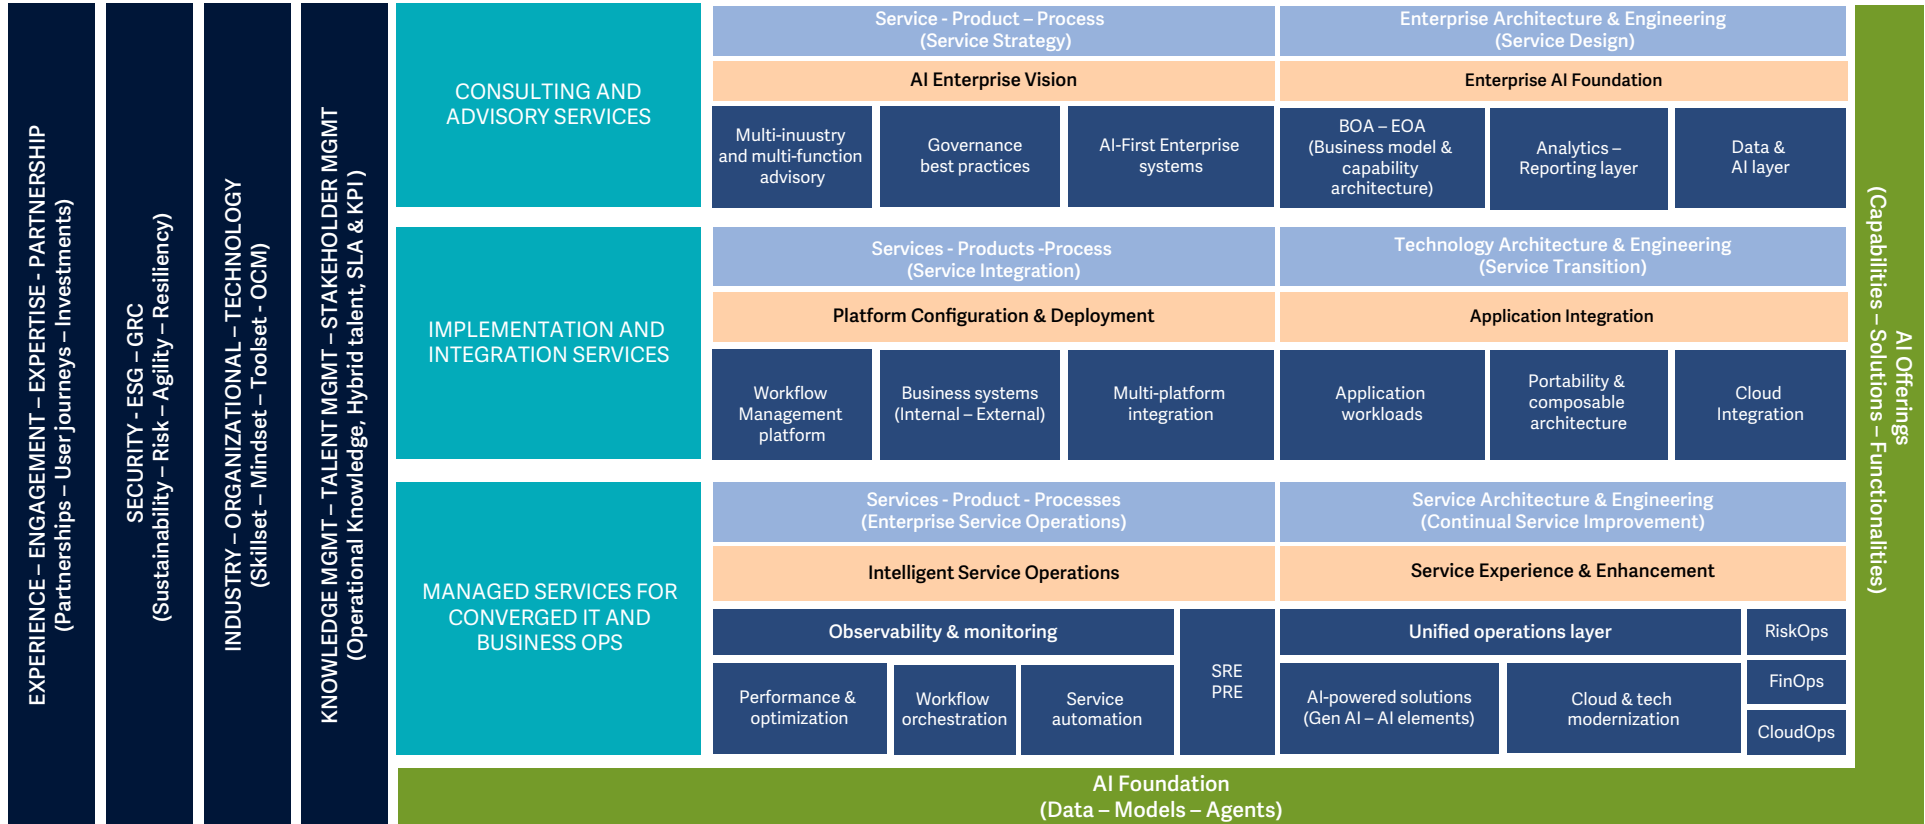 EXPERIENCE – ENGAGEMENT – EXPERTISE - PARTNERSHIP
(Partnerships – User journeys – Investments)
SECURITY - ESG – GRC
(Sustainability – Risk – Agility – Resiliency)
INDUSTRY – ORGANIZATIONAL – TECHNOLOGY
(Skillset – Mindset – Toolset - OCM)
KNOWLEDGE MGMT – TALENT MGMT – STAKEHOLDER MGMT
(Operational Knowledge, Hybrid talent, SLA & KPI )
CONSULTING AND
ADVISORY SERVICES
Service - Product – Process
(Service Strategy)
AI Enterprise Vision
Multi-inuustry
and multi-function
advisory
Governance
best practices
AI-First Enterprise
systems
Enterprise Architecture & Engineering
(Service Design)
Enterprise AI Foundation
BOA – EOA
(Business model &
capability
architecture)
Analytics –
Reporting layer
Data &
AI layer
IMPLEMENTATION AND
INTEGRATION SERVICES
Services - Products -Process
(Service Integration)
Platform Configuration & Deployment
Workflow
Management
platform
Business systems
(Internal – External)
Multi-platform
integration
Technology Architecture & Engineering
(Service Transition)
Application Integration
Application
workloads
Portability &
composable
architecture
Cloud
Integration
MANAGED SERVICES FOR
CONVERGED IT AND
BUSINESS OPS
Services - Product - Processes
(Enterprise Service Operations)
Intelligent Service Operations
Observability & monitoring
Performance &
optimization
Workflow
orchestration
Service
automation
SRE
PRE
Service Architecture & Engineering
(Continual Service Improvement)
Service Experience & Enhancement
Unified operations layer
AI-powered solutions
(Gen AI – AI elements)
Cloud & tech
modernization
RiskOps
FinOps
CloudOps
AI Offerings
(Capabilities – Solutions – Functionalities)
AI Foundation
(Data – Models – Agents)